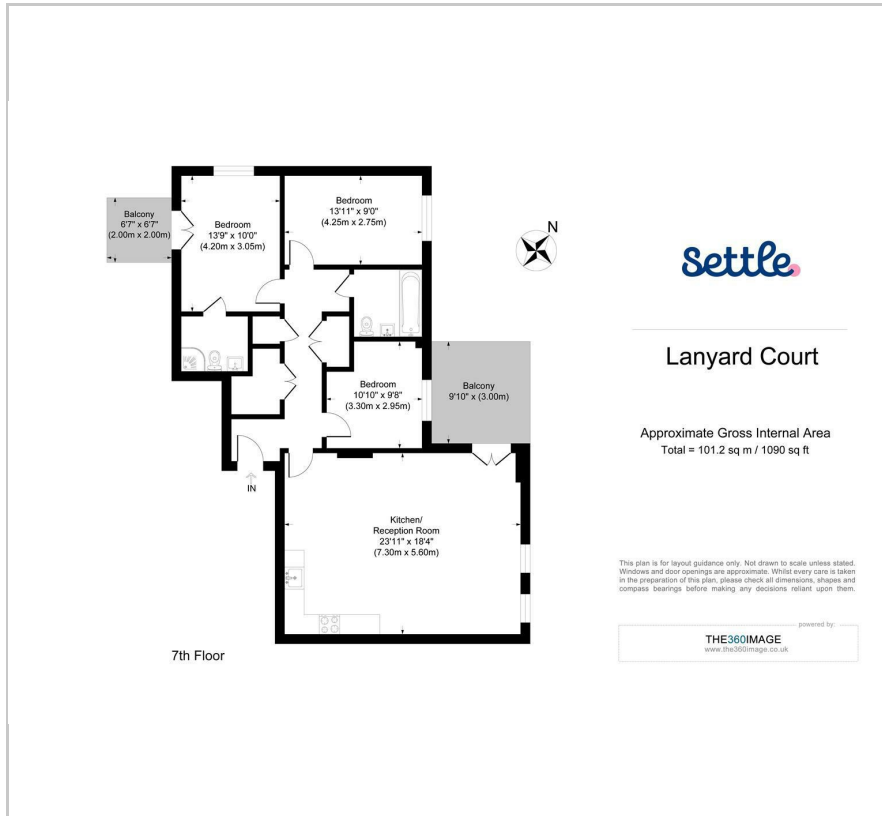 Balcony
6'7" x 6'7"
(2.00m x 2.00m)
Bedroom
13'9" x 10'0"
(4.20m x 3.05m)
Bedroom
13'11" x 9'0"
(4.25m x 2.75m)
N
Bedroom
10'10" x 9'8"
(3.30m x 2.95m)
Balcony
9'10" x (3.00m)
IN
Kitchen/
Reception Room
23'11" x 18'4"
(7.30m x 5.60m)
7th Floor
Settle
Lanyard Court
Approximate Gross Internal Area
Total = 101.2 sq m / 1090 sq ft
This plan is for layout guidance only. Not drawn to scale unless stated.
Windows and door openings are approximate. Whilst every care is taken
in the preparation of this plan, please check all dimensions, shapes and
compass bearings before making any decisions reliant upon them.
powered by:
THE360IMAGE
www.the360image.co.uk